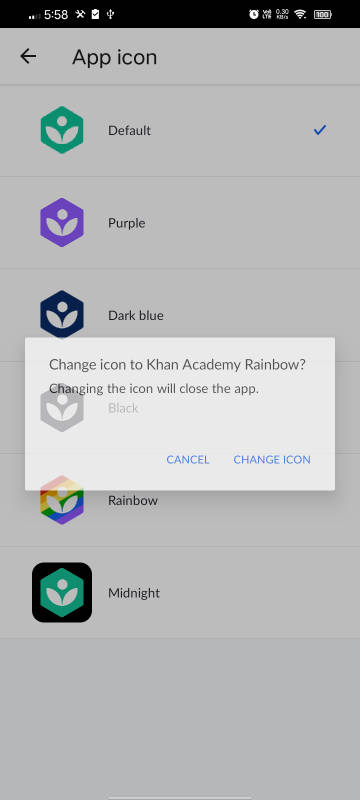 5:58
VoLTE 0.30 KB/s 100
App icon
Default
Purple
Dark blue
Change icon to Khan Academy Rainbow?
Changing the icon will close the app.
Black
CANCEL CHANGE ICON
Rainbow
Midnight